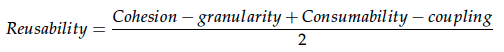 Reusability = (Cohesion − granularity + Consumability − coupling) / 2